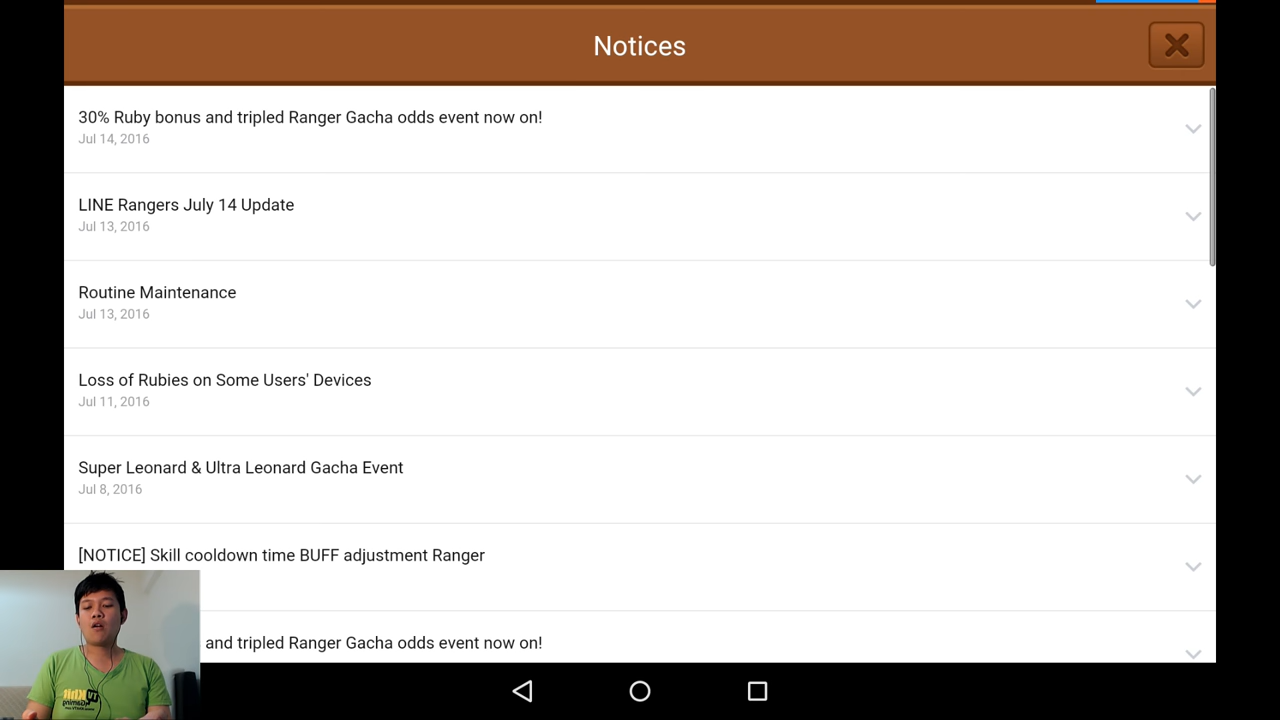 Notices
30% Ruby bonus and tripled Ranger Gacha odds event now on!
Jul 14, 2016
LINE Rangers July 14 Update
Jul 13, 2016
Routine Maintenance
Jul 13, 2016
Loss of Rubies on Some Users' Devices
Jul 11, 2016
Super Leonard & Ultra Leonard Gacha Event
Jul 8, 2016
[NOTICE] Skill cooldown time BUFF adjustment Ranger
and tripled Ranger Gacha odds event now on!